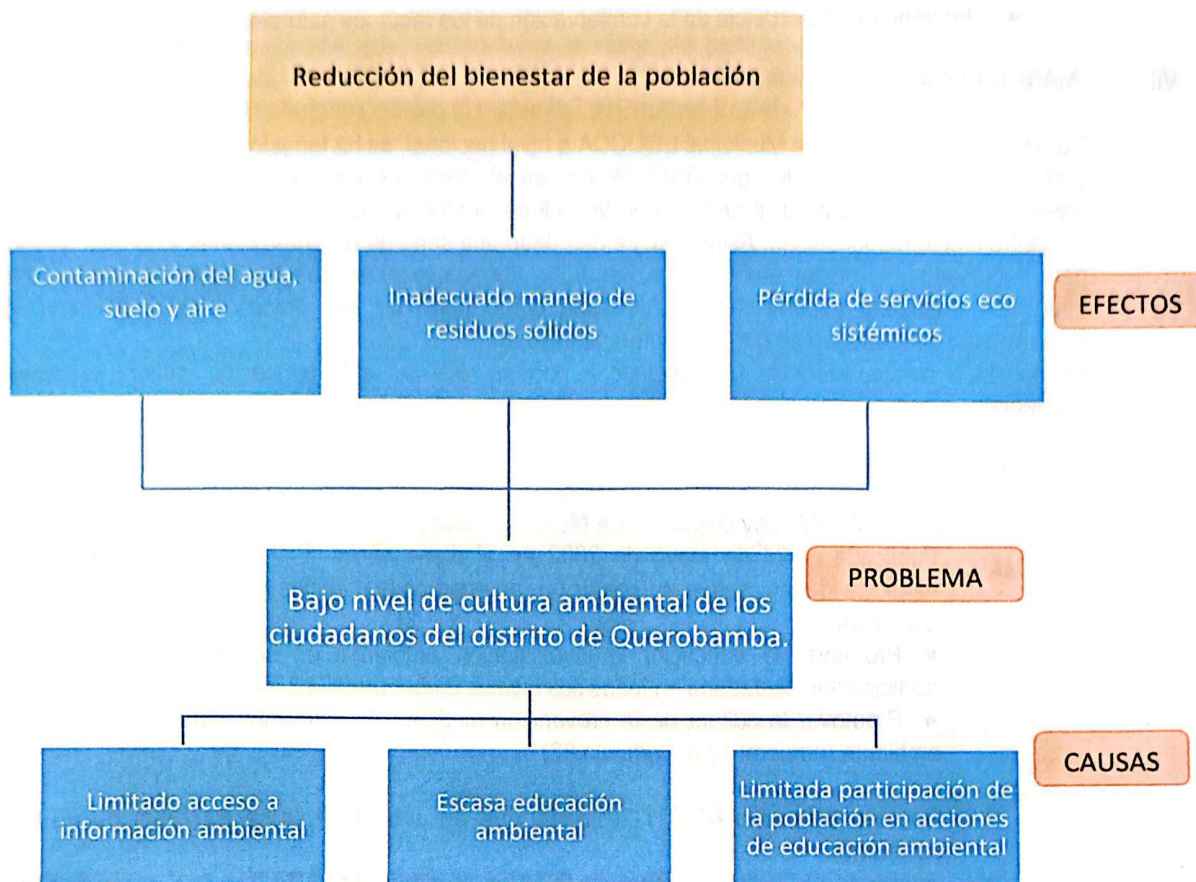 Reducción del bienestar de la población
Contaminación del agua,
suelo y aire
Inadecuado manejo de
residuos sólidos
Pérdida de servicios eco
sistémicos
EFECTOS
PROBLEMA
Bajo nivel de cultura ambiental de los
ciudadanos del distrito de Querobamba.
CAUSAS
Limitado acceso a
información ambiental
Escasa educación
ambiental
Limitada participación de
la población en acciones
de educación ambiental